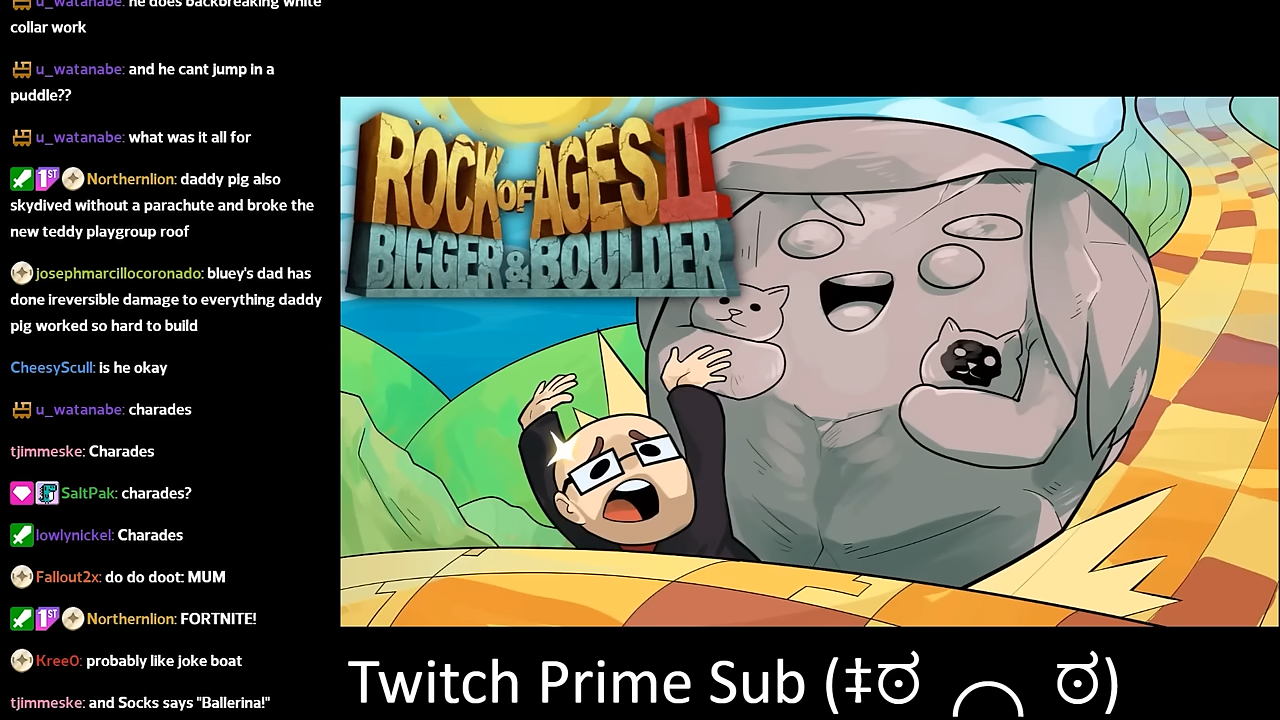 u_watanabe: he does backbreaking white
collar work
u_watanabe: and he cant jump in a
puddle??
u_watanabe: what was it all for
1ST Northernlion: daddy pig also
skydived without a parachute and broke the
new teddy playgroup roof
josephmarcillocoronado: bluey's dad has
done ireversible damage to everything daddy
pig worked so hard to build
CheesyScull: is he okay
u_watanabe: charades
tjimmeske: Charades
SaltPak: charades?
lowlynickel: Charades
Fallout2x: do do doot: MUM
1ST Northernlion: FORTNITE!
KreeO: probably like joke boat
tjimmeske: and Socks says "Ballerina!"
ROCK OF AGES II
BIGGER & BOULDER
Twitch Prime Sub (‡ಠ ╭╮ ಠ)